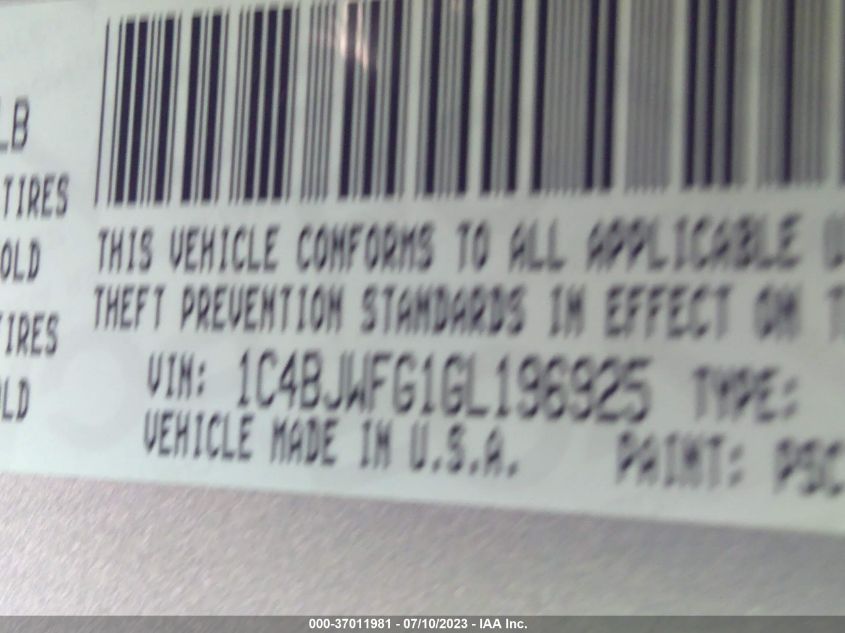 LB
TIRES
OLD
TIRES
OLD
THIS VEHICLE CONFORMS TO ALL APPLICABLE U
THEFT PREVENTION STANDARDS IN EFFECT ON T
VIN: 1C4BJWFG1GL196925 TYPE:
VEHICLE MADE IN U.S.A. PAINT: PSC
000-37011981 - 07/10/2023 - IAA Inc.